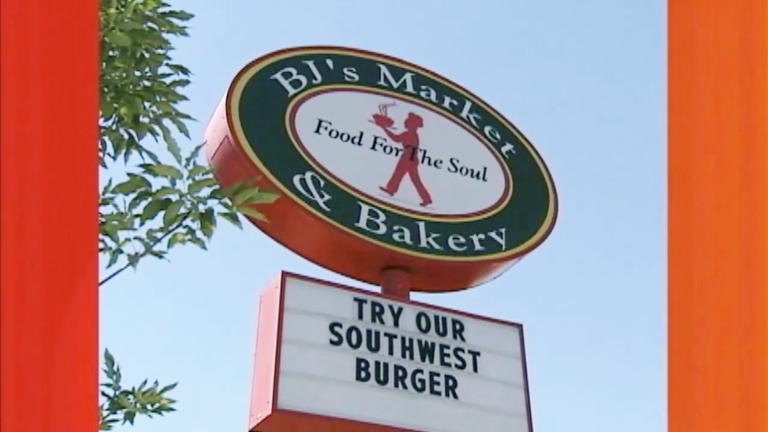 BJ's Market
Food For The Soul
& Bakery
TRY OUR
SOUTHWEST
BURGER